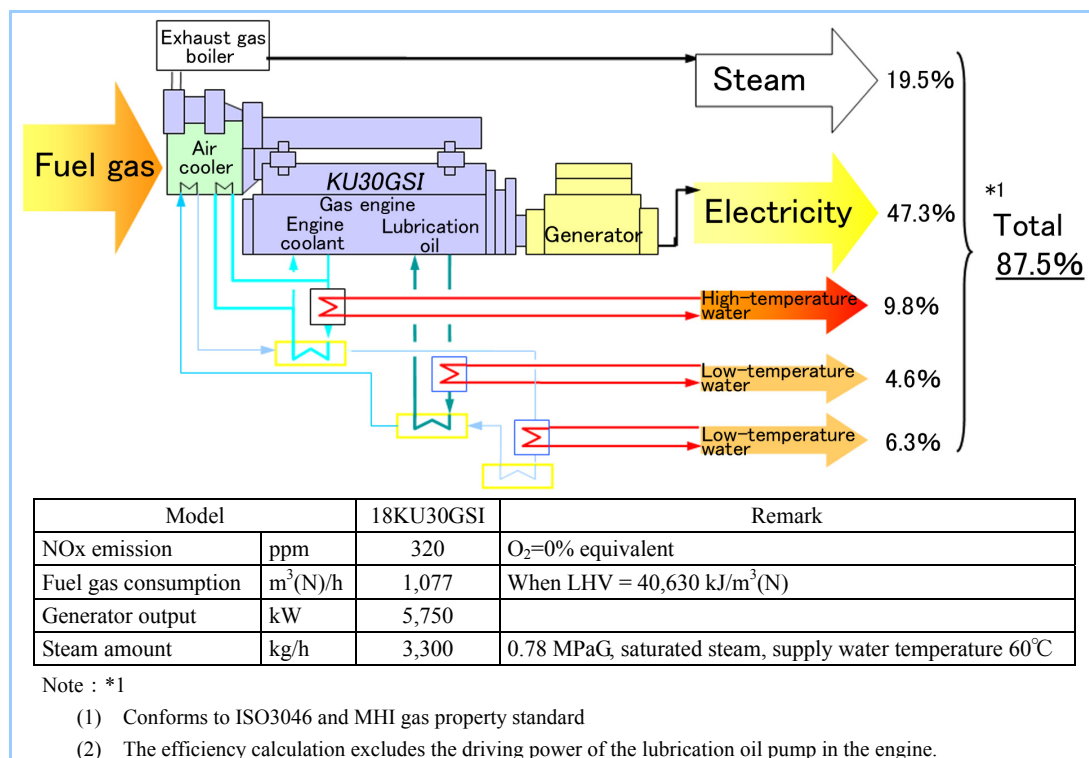 Exhaust gas
boiler
Steam
19.5%
Fuel gas
Air
cooler
KU30GSI
Gas engine
Engine
coolant
Lubrication
oil
Generator
Electricity
47.3%
*1
Total
87.5%
High-temperature
water
9.8%
Low-temperature
water
4.6%
Low-temperature
water
6.3%
Model 18KU30GSI Remark
NOx emission ppm 320 O₂=0% equivalent
Fuel gas consumption m³(N)/h 1,077 When LHV = 40,630 kJ/m³(N)
Generator output kW 5,750
Steam amount kg/h 3,300 0.78 MPaG, saturated steam, supply water temperature 60℃
Note : *1
(1) Conforms to ISO3046 and MHI gas property standard
(2) The efficiency calculation excludes the driving power of the lubrication oil pump in the engine.